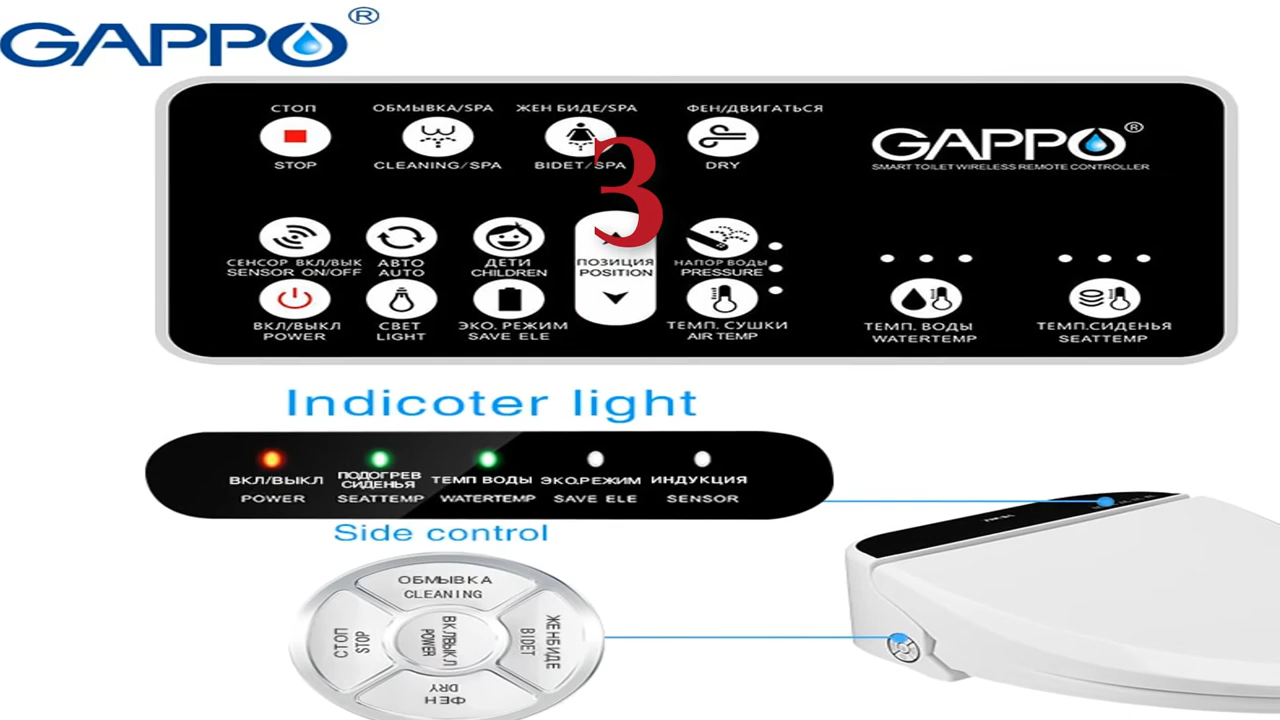 GAPPO®
СТОП ОБМЫВКА/SPA ЖЕН БИДЕ/SPA ФЕН/ДВИГАТЬСЯ
STOP CLEANING/SPA BIDET/SPA DRY
GAPPO®
SMART TOILET WIRELESS REMOTE CONTROLLER
3
СЕНСОР ВКЛ/ВЫК АВТО ДЕТИ ПОЗИЦИЯ НАПОР ВОДЫ
SENSOR ON/OFF AUTO CHILDREN POSITION PRESSURE
ВКЛ/ВЫКЛ СВЕТ ЭКО. РЕЖИМ ТЕМП. СУШКИ ТЕМП. ВОДЫ ТЕМП.СИДЕНЬЯ
POWER LIGHT SAVE ELE AIR TEMP WATERTEMP SEATTEMP
Indicoter light
ВКЛ/ВЫКЛ ПОДОГРЕВ СИДЕНЬЯ ТЕМП ВОДЫ ЭКО.РЕЖИМ ИНДУКЦИЯ
POWER SEATTEMP WATERTEMP SAVE ELE SENSOR
Side control
ОБМЫВКА
CLEANING
СТОП
STOP
ВКЛ/ВЫКЛ
POWER
ЖЕНБИДЕ
BIDET
DRY
ФЕН